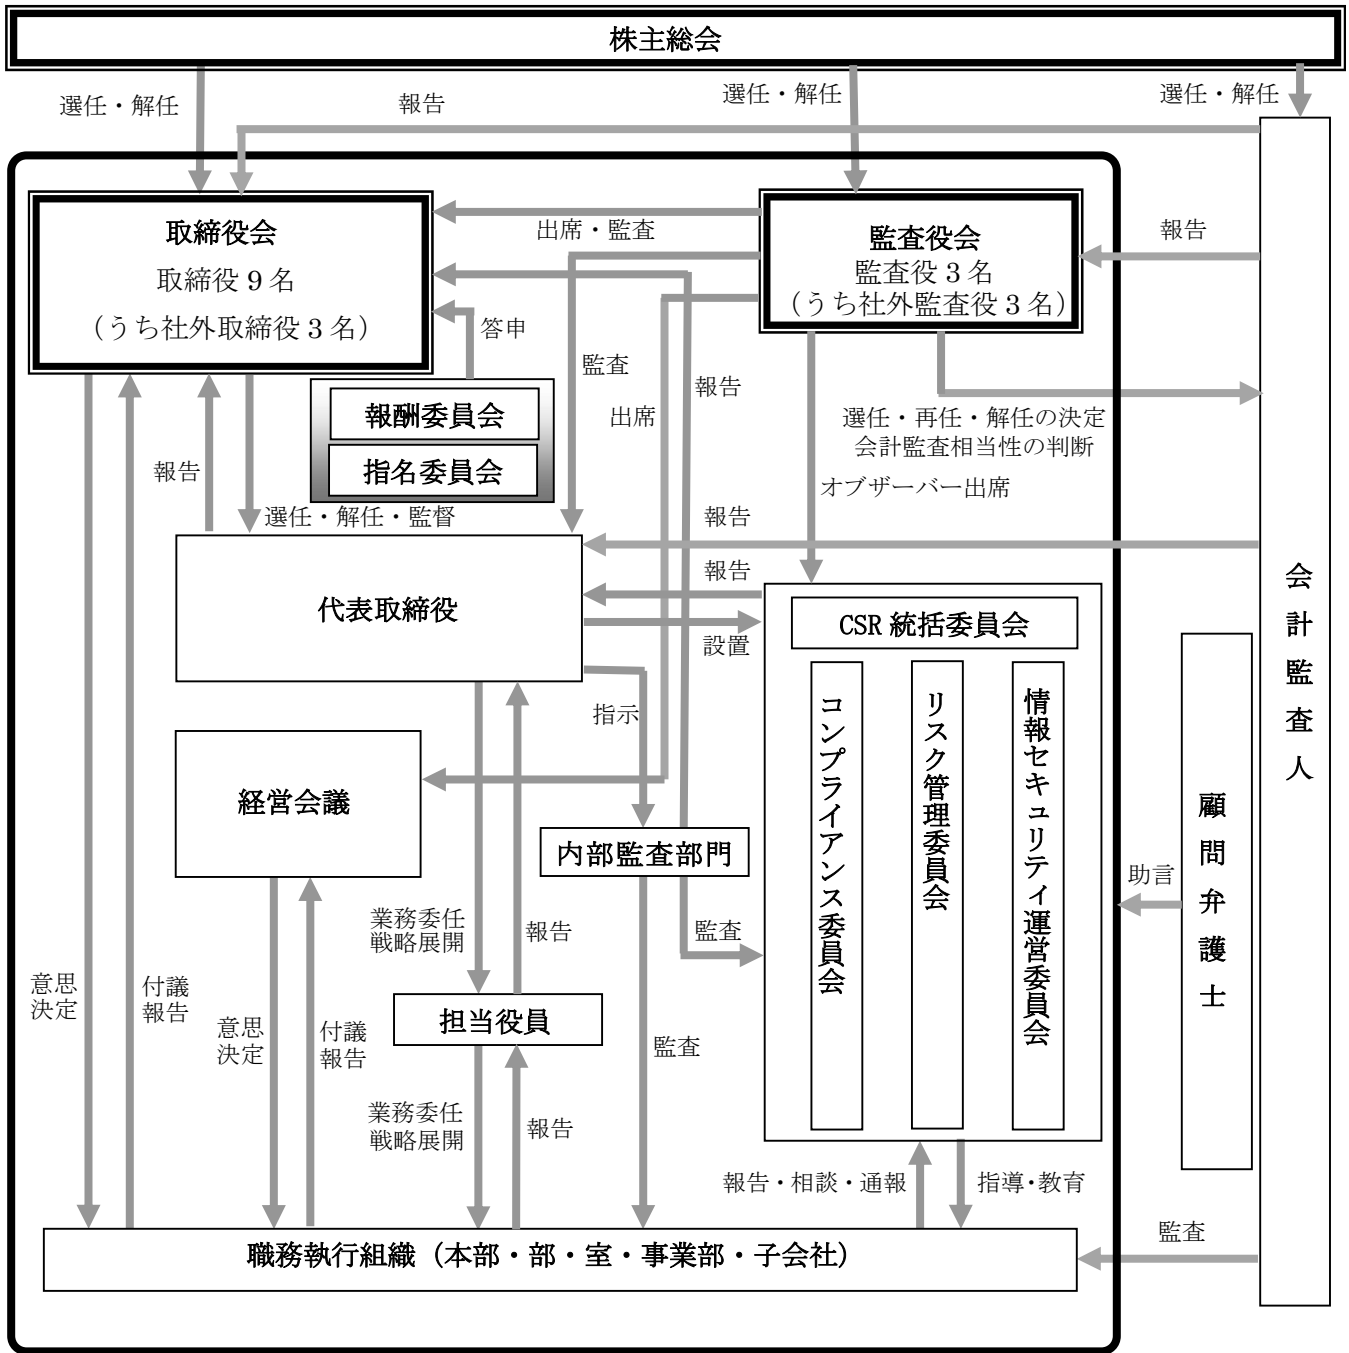 株主総会
選任・解任
報告
選任・解任
選任・解任
取締役会
取締役 9 名
（うち社外取締役 3 名）
出席・監査
監査役会
監査役 3 名
（うち社外監査役 3 名）
報告
答申
監査
報告
出席
報酬委員会
指名委員会
選任・再任・解任の決定
会計監査相当性の判断
オブザーバー出席
報告
選任・解任・監督
報告
代表取締役
報告
設置
CSR 統括委員会
コンプライアンス委員会
リスク管理委員会
情報セキュリティ運営委員会
会計監査人
顧問弁護士
助言
指示
経営会議
内部監査部門
業務委任
戦略展開
報告
監査
意思
決定
付議
報告
意思
決定
付議
報告
担当役員
監査
業務委任
戦略展開
報告
報告・相談・通報
指導・教育
監査
職務執行組織（本部・部・室・事業部・子会社）